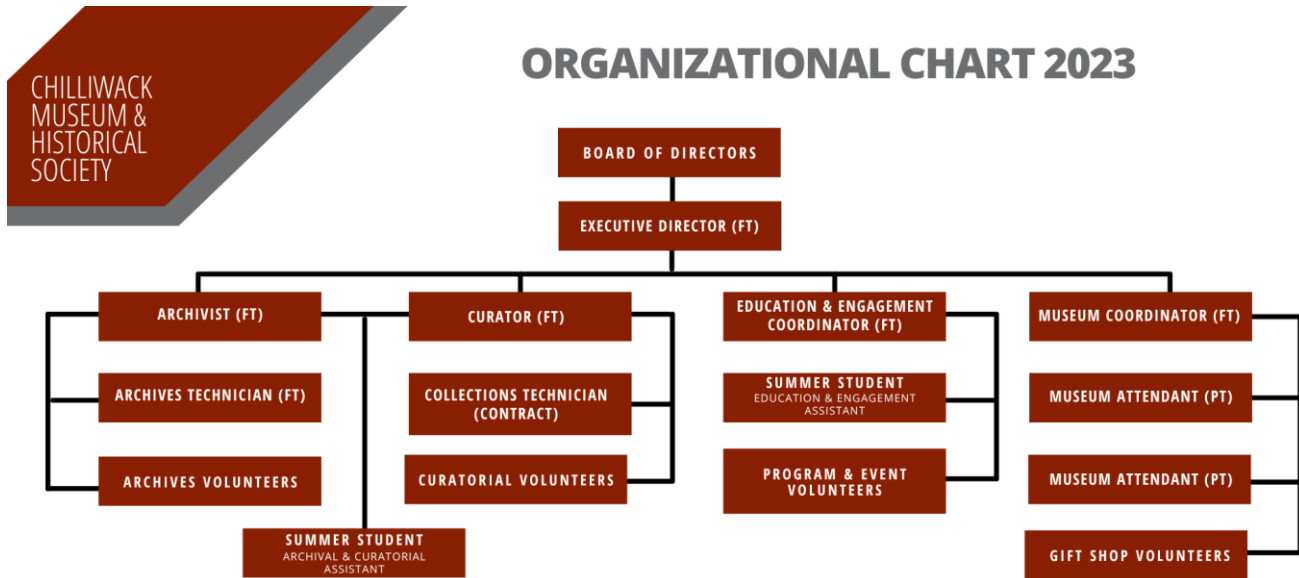 CHILLIWACK
MUSEUM &
HISTORICAL
SOCIETY
ORGANIZATIONAL CHART 2023
BOARD OF DIRECTORS
EXECUTIVE DIRECTOR (FT)
ARCHIVIST (FT)
CURATOR (FT)
EDUCATION & ENGAGEMENT
COORDINATOR (FT)
MUSEUM COORDINATOR (FT)
ARCHIVES TECHNICIAN (FT)
COLLECTIONS TECHNICIAN
(CONTRACT)
SUMMER STUDENT
EDUCATION & ENGAGEMENT
ASSISTANT
MUSEUM ATTENDANT (PT)
ARCHIVES VOLUNTEERS
CURATORIAL VOLUNTEERS
PROGRAM & EVENT
VOLUNTEERS
MUSEUM ATTENDANT (PT)
SUMMER STUDENT
ARCHIVAL & CURATORIAL
ASSISTANT
GIFT SHOP VOLUNTEERS